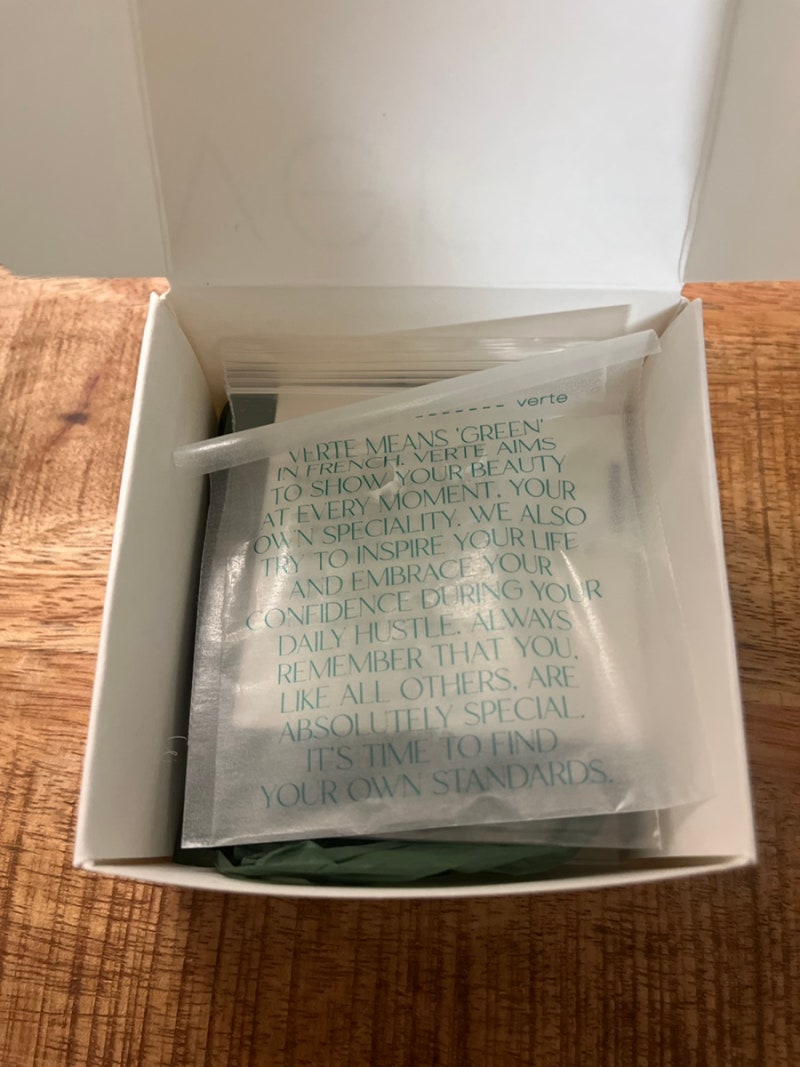 ------- verte
VERTE MEANS 'GREEN'
IN FRENCH. VERTE AIMS
TO SHOW YOUR BEAUTY
AT EVERY MOMENT. YOUR
OWN SPECIALITY. WE ALSO
TRY TO INSPIRE YOUR LIFE
AND EMBRACE YOUR
CONFIDENCE DURING YOUR
DAILY HUSTLE. ALWAYS
REMEMBER THAT YOU,
LIKE ALL OTHERS, ARE
ABSOLUTELY SPECIAL.
IT'S TIME TO FIND
YOUR OWN STANDARDS.